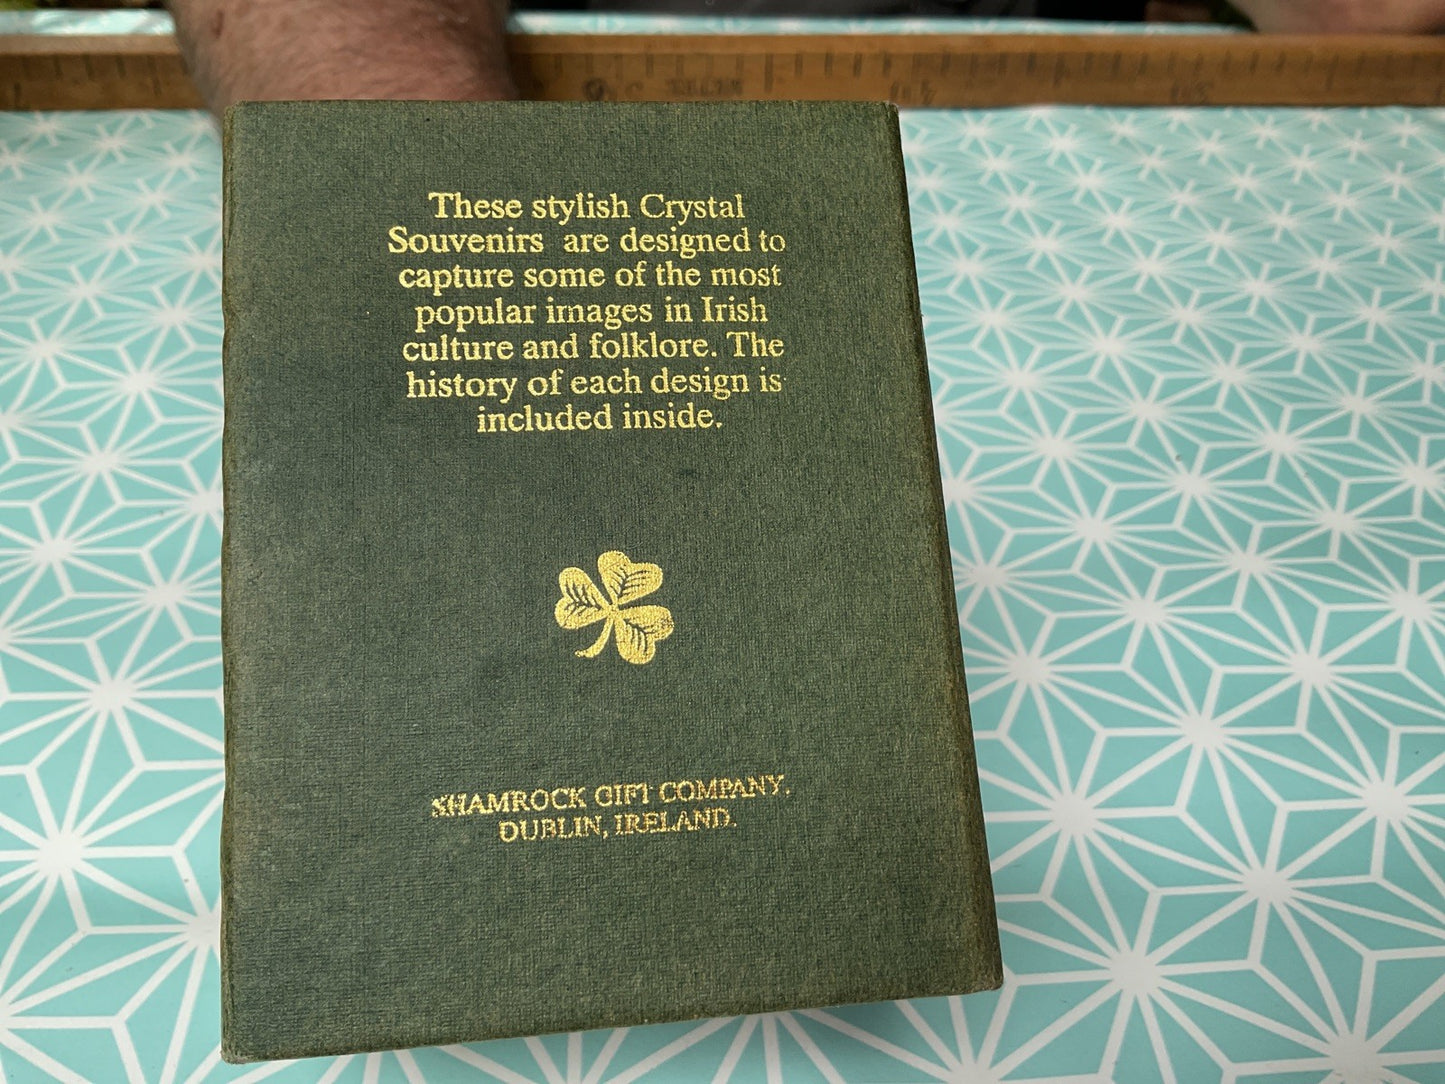 These stylish Crystal
Souvenirs are designed to
capture some of the most
popular images in Irish
culture and folklore. The
history of each design is
included inside.
SHAMROCK GIFT COMPANY,
DUBLIN, IRELAND.